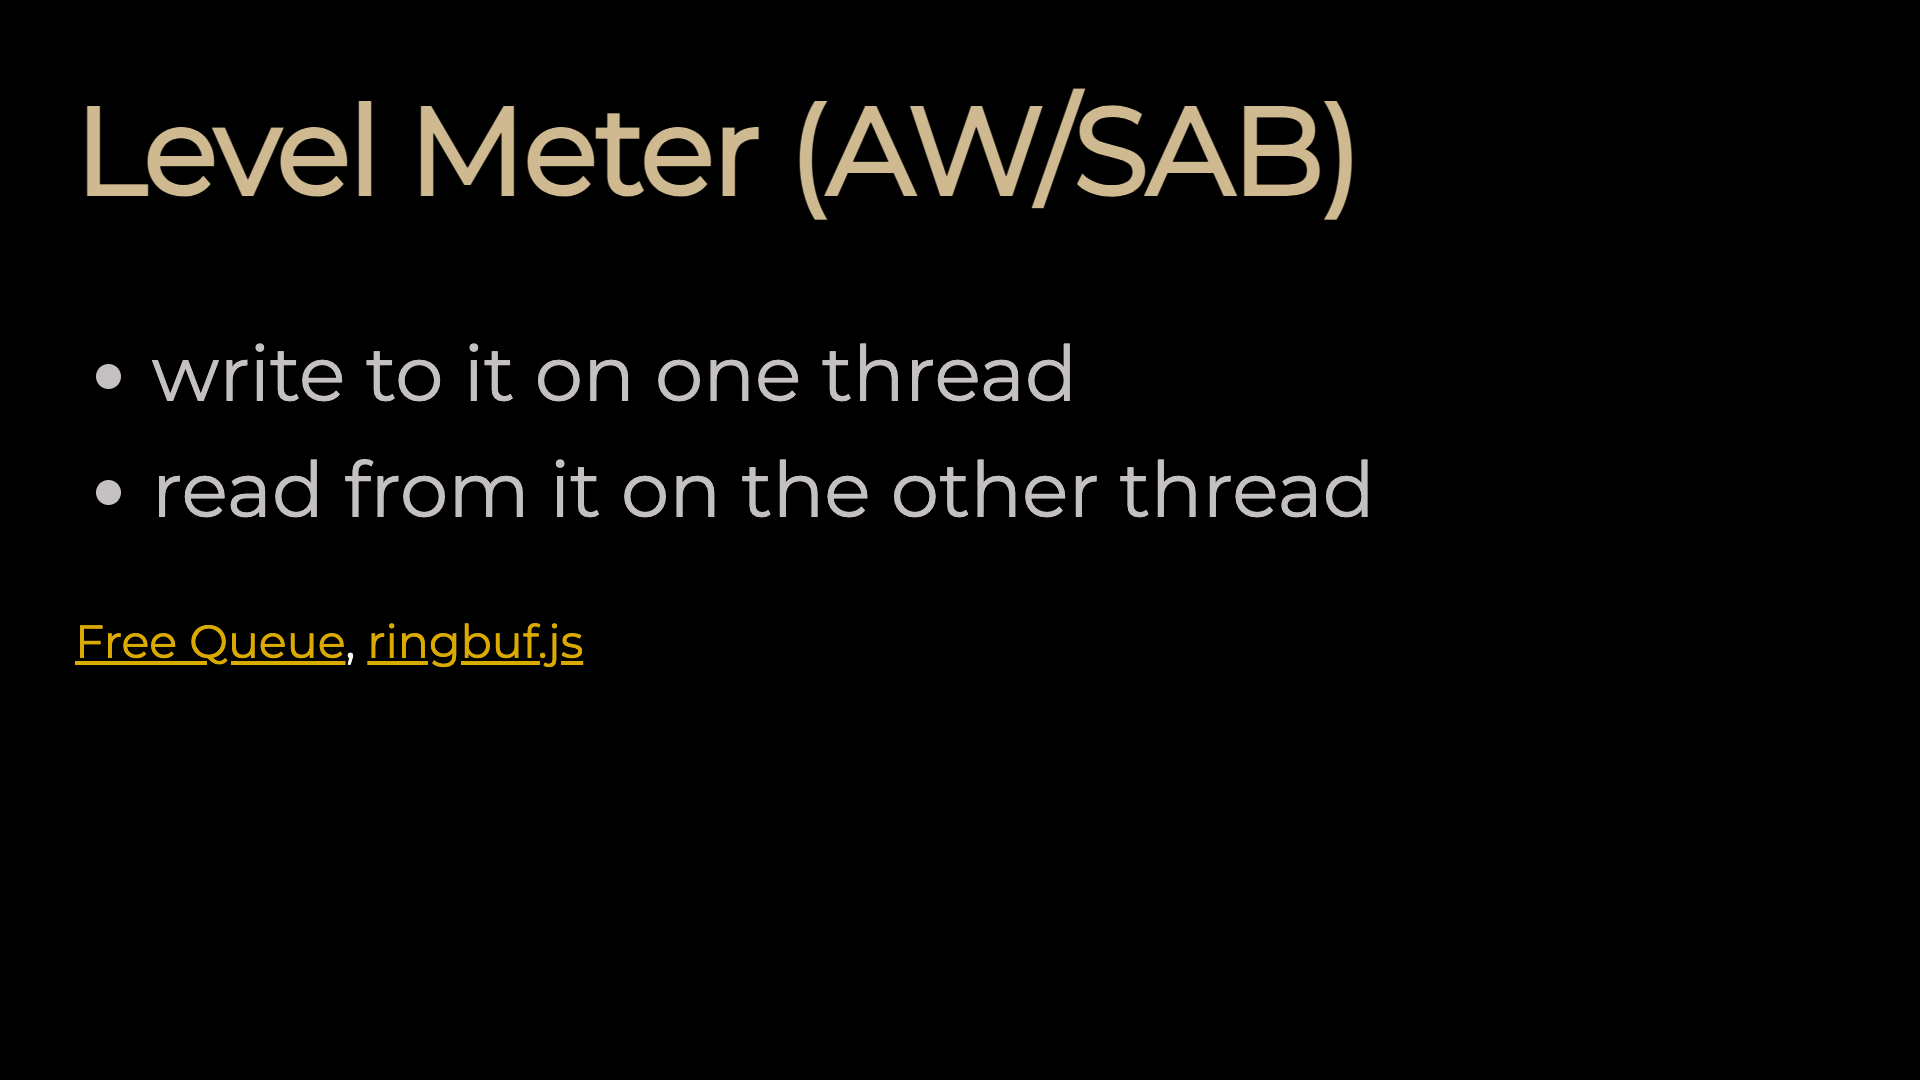 Level Meter (AW/SAB)
• write to it on one thread
• read from it on the other thread
Free Queue, ringbuf.js